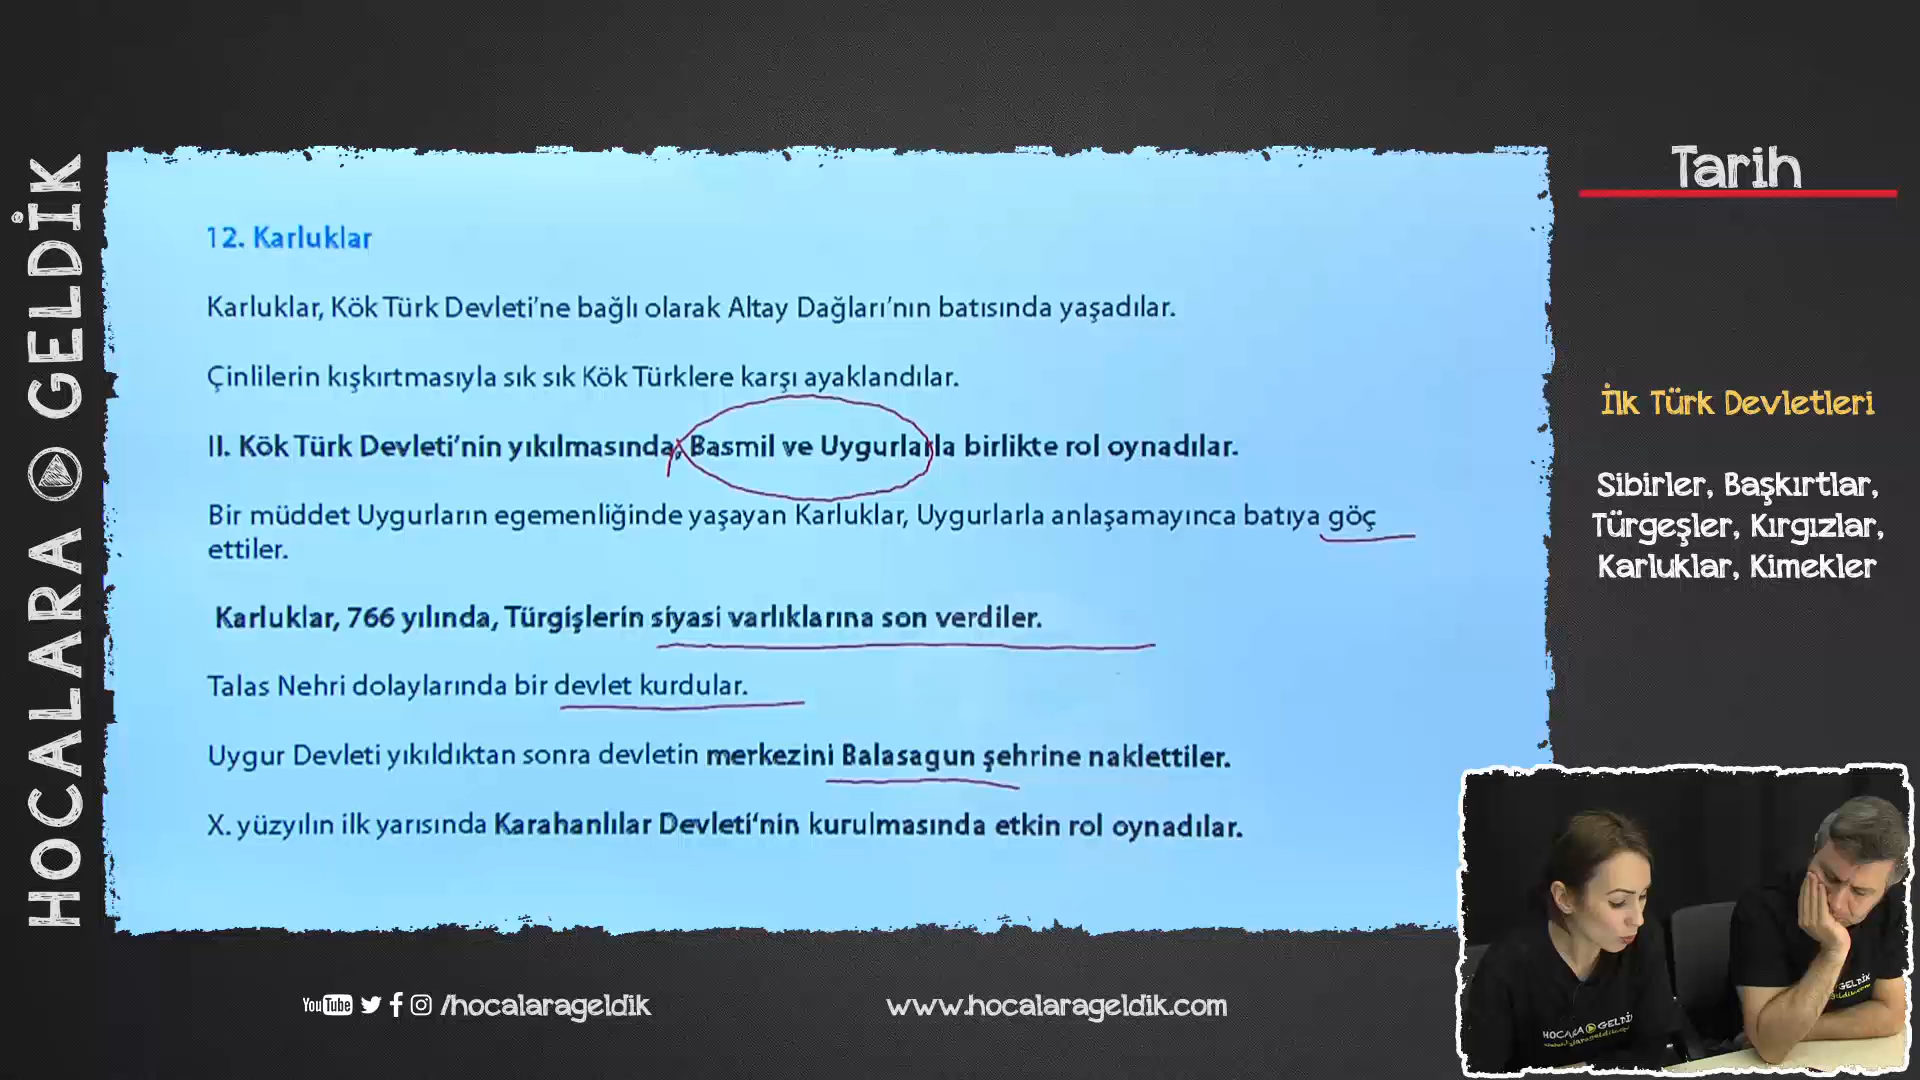 HOCALARA GELDİK
Tarih
12. Karluklar
Karluklar, Kök Türk Devleti’ne bağlı olarak Altay Dağları’nın batısında yaşadılar.
Çinlilerin kışkırtmasıyla sık sık Kök Türklere karşı ayaklandılar.
II. Kök Türk Devleti’nin yıkılmasında, Basmil ve Uygurlarla birlikte rol oynadılar.
Bir müddet Uygurların egemenliğinde yaşayan Karluklar, Uygurlarla anlaşamayınca batıya göç
ettiler.
Karluklar, 766 yılında, Türgişlerin siyasi varlıklarına son verdiler.
Talas Nehri dolaylarında bir devlet kurdular.
Uygur Devleti yıkıldıktan sonra devletin merkezini Balasagun şehrine naklettiler.
X. yüzyılın ilk yarısında Karahanlılar Devleti’nin kurulmasında etkin rol oynadılar.
İlk Türk Devletleri
Sibirler, Başkırtlar,
Türgeşler, Kırgızlar,
Karluklar, Kimekler
HOCALARA GELDİK
GELDİK
YouTube /hocalarageldik
www.hocalarageldik.com